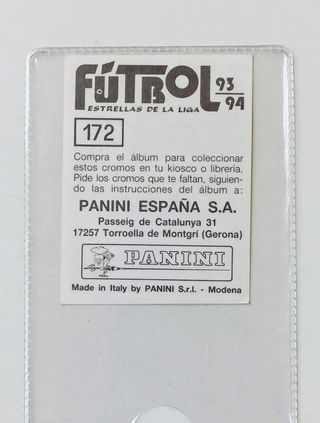 FÚTBOL 93
94
ESTRELLAS DE LA LIGA
172
Compra el álbum para coleccionar
estos cromos en tu kiosco o librería.
Pide los cromos que te faltan, siguien-
do las instrucciones del álbum a:
PANINI ESPAÑA S.A.
Passeig de Catalunya 31
17257 Torroella de Montgrí (Gerona)
PANINI
Made in Italy by PANINI S.r.l. - Modena